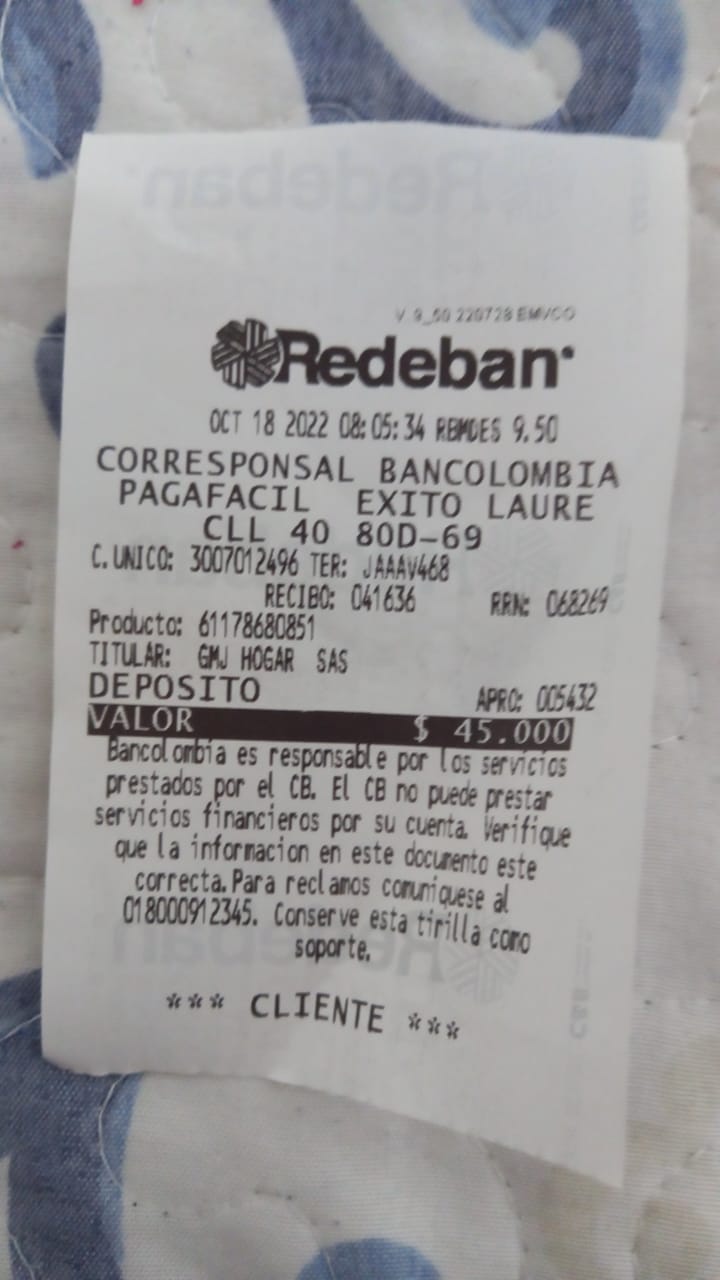 V 9_50 220728 EMVCO
Redeban
OCT 18 2022 08:05:34 RBMDES 9.50
CORRESPONSAL BANCOLOMBIA
PAGAFACIL EXITO LAURE
CLL 40 80D-69
C. UNICO: 3007012496 TER: JAAAV468
RECIBO: 041636 RRN: 068269
Producto: 61178680851
TITULAR: GMJ HOGAR SAS
DEPOSITO APRO: 005432
VALOR $ 45.000
Bancolombia es responsable por los servicios
prestados por el CB. El CB no puede prestar
servicios financieros por su cuenta. Verifique
que la informacion en este documento este
correcta. Para reclamos comuniquese al
018000912345. Conserve esta tirilla como
soporte.
*** CLIENTE ***